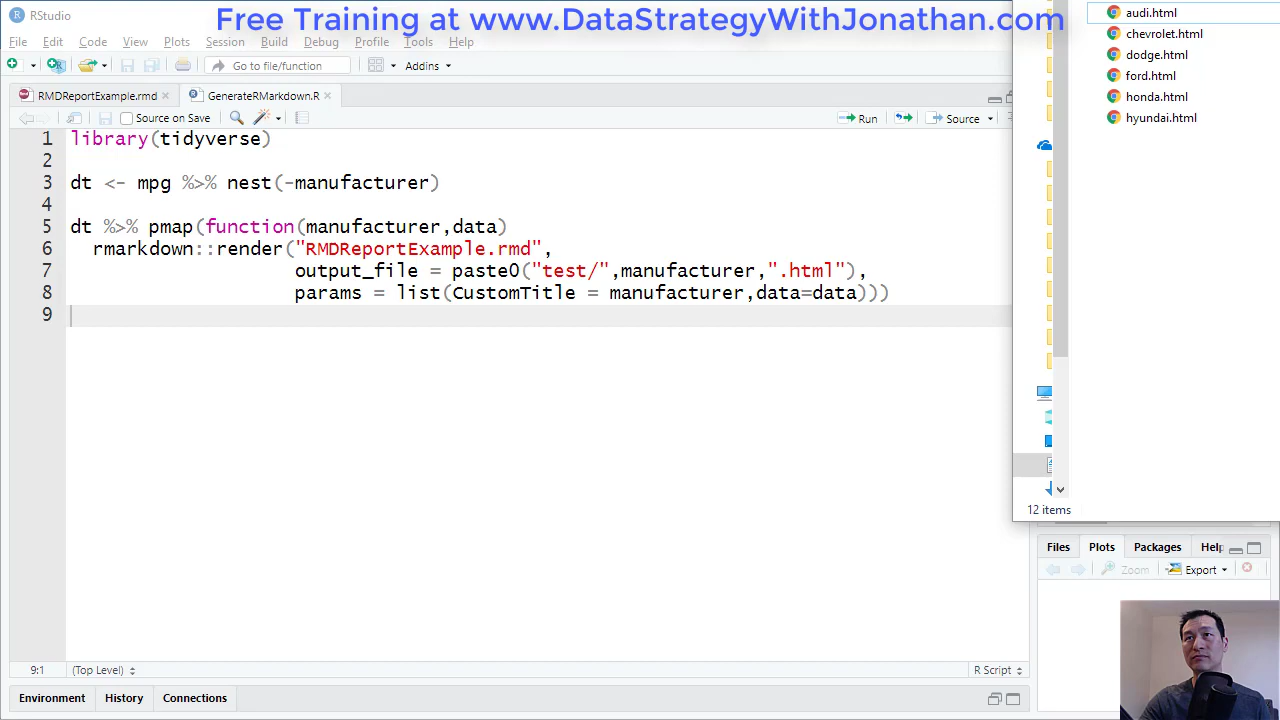 RStudio
Free Training at www.DataStrategyWithJonathan.com
File Edit Code View Plots Session Build Debug Profile Tools Help
Go to file/function Addins
RMDReportExample.rmd GenerateRMarkdown.R
Source on Save Run Source
1 library(tidyverse)
2
3 dt <- mpg %>% nest(-manufacturer)
4
5 dt %>% pmap(function(manufacturer,data)
6 rmarkdown::render("RMDReportExample.rmd",
7 output_file = paste0("test/",manufacturer,".html"),
8 params = list(CustomTitle = manufacturer,data=data)))
9
9:1 (Top Level) R Script
Environment History Connections
audi.html
chevrolet.html
dodge.html
ford.html
honda.html
hyundai.html
12 items
Files Plots Packages Help
Zoom Export